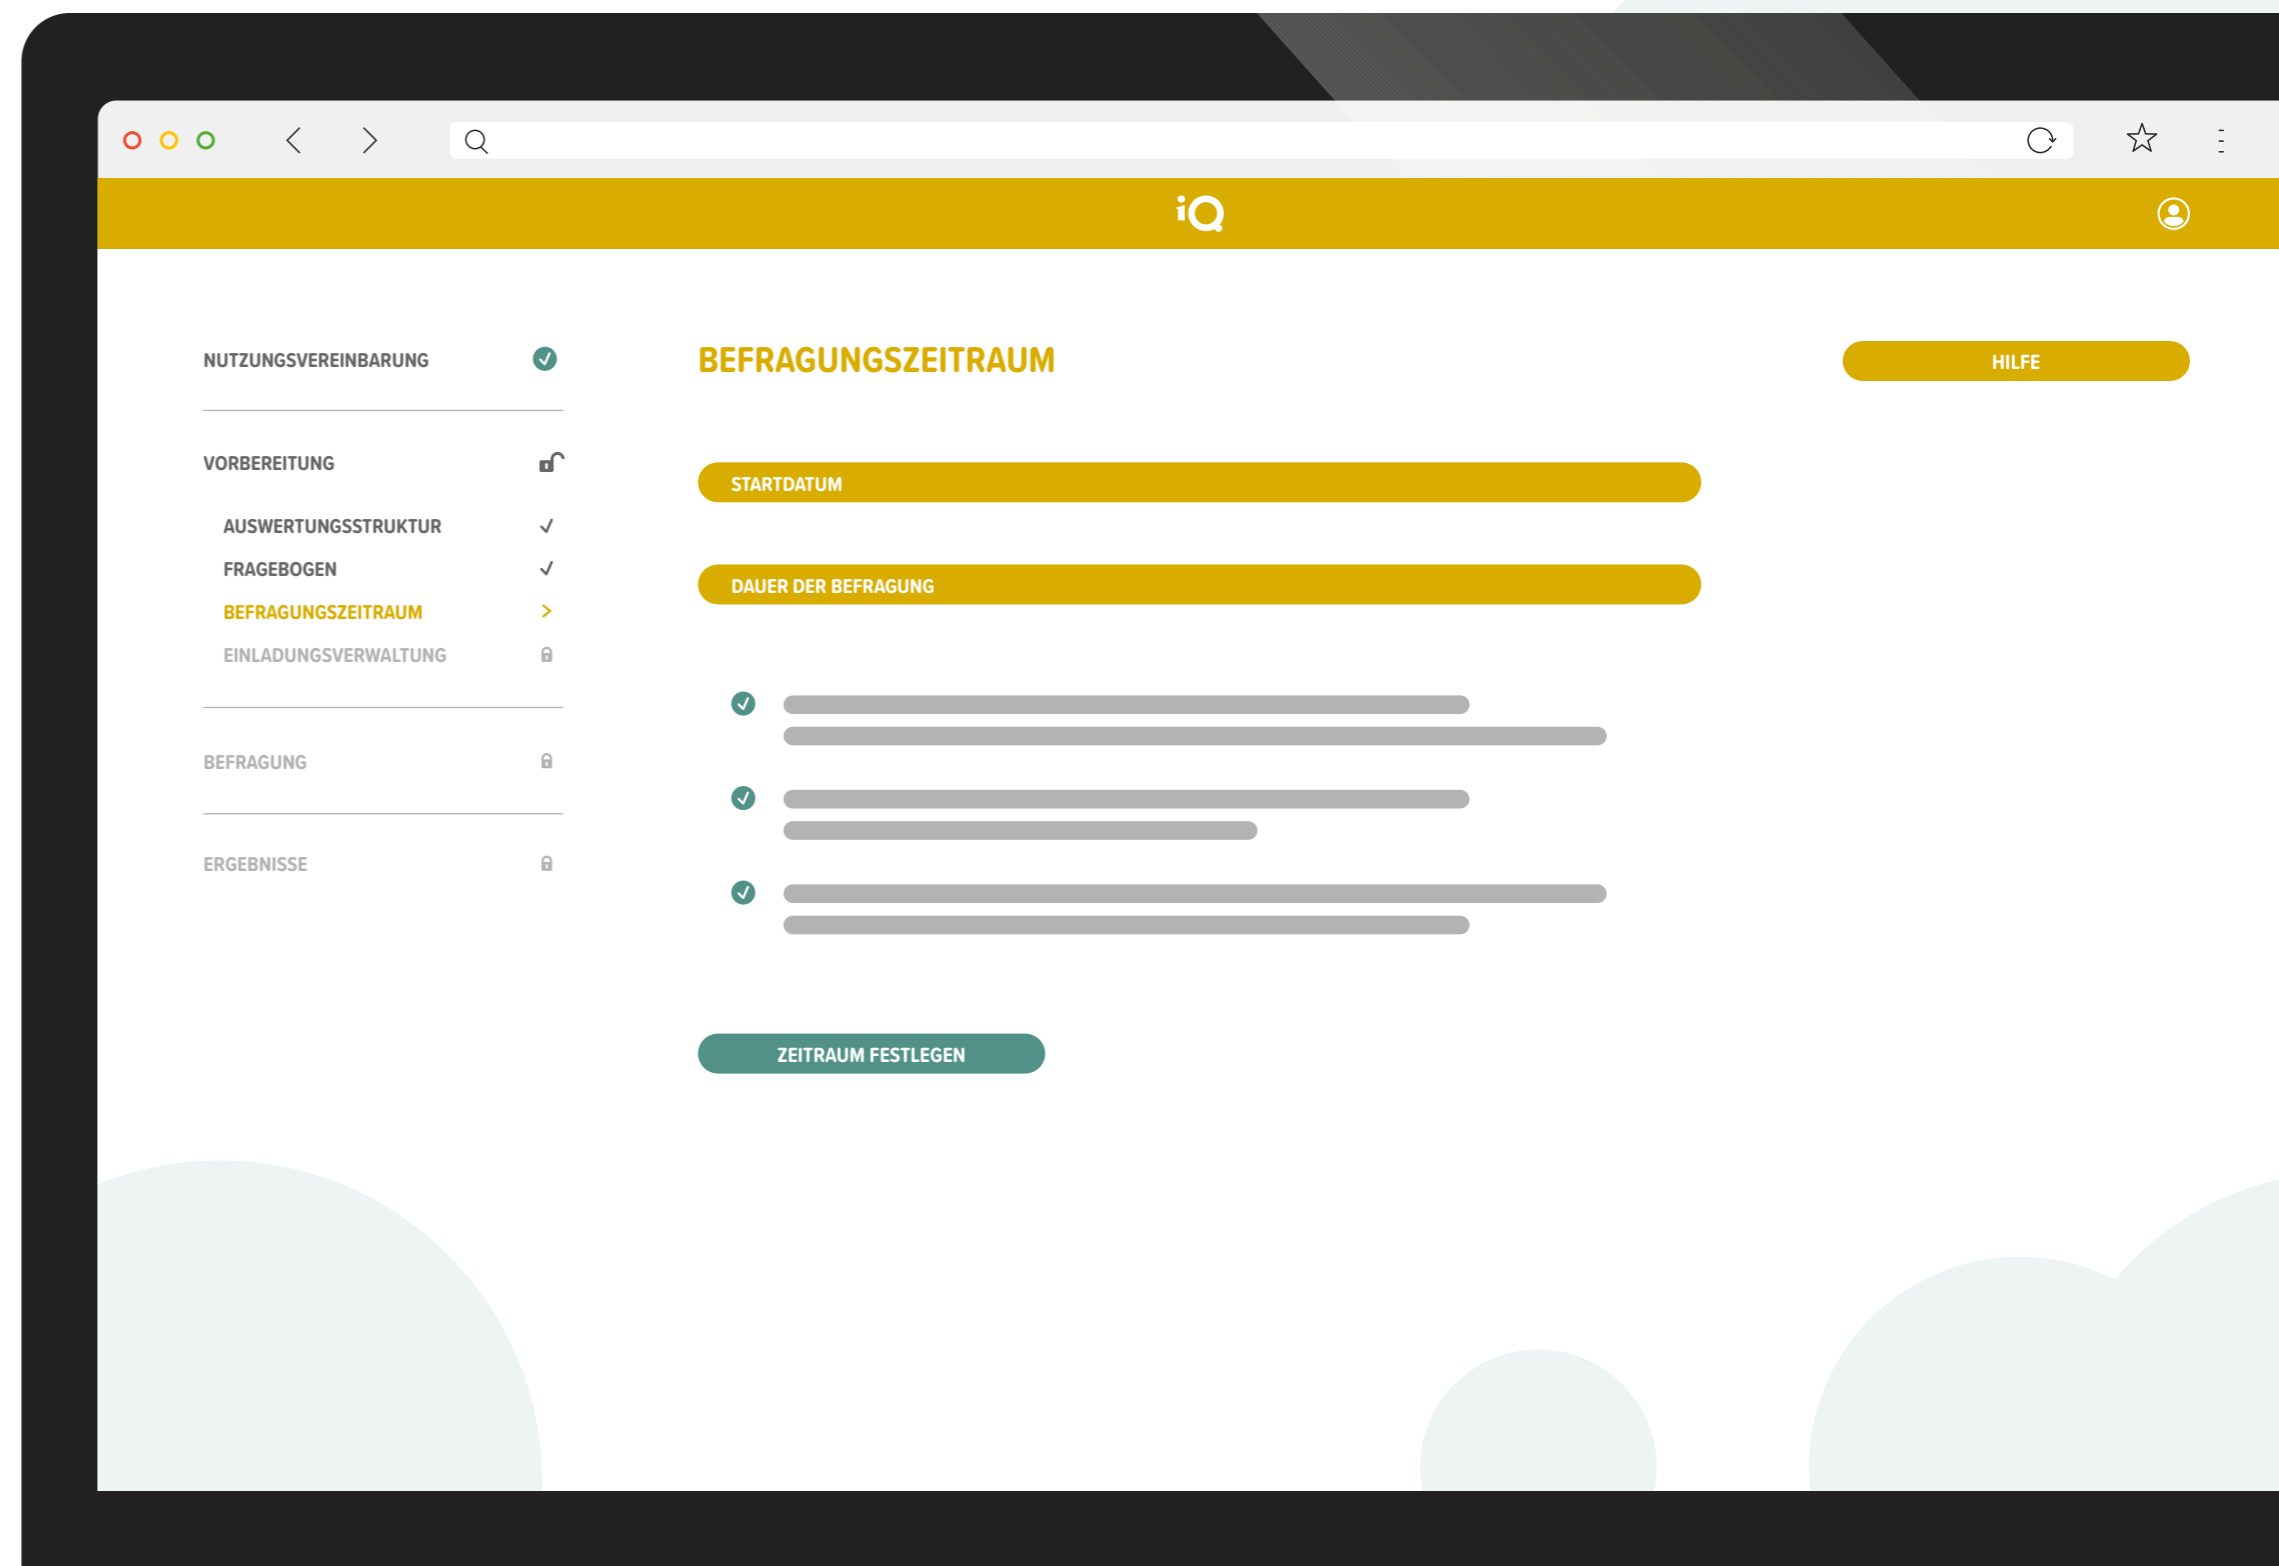 iQ
NUTZUNGSVEREINBARUNG
VORBEREITUNG
AUSWERTUNGSSTRUKTUR
FRAGEBOGEN
BEFRAGUNGSZEITRAUM
EINLADUNGSVERWALTUNG
BEFRAGUNG
ERGEBNISSE
BEFRAGUNGSZEITRAUM
STARTDATUM
DAUER DER BEFRAGUNG
ZEITRAUM FESTLEGEN
HILFE